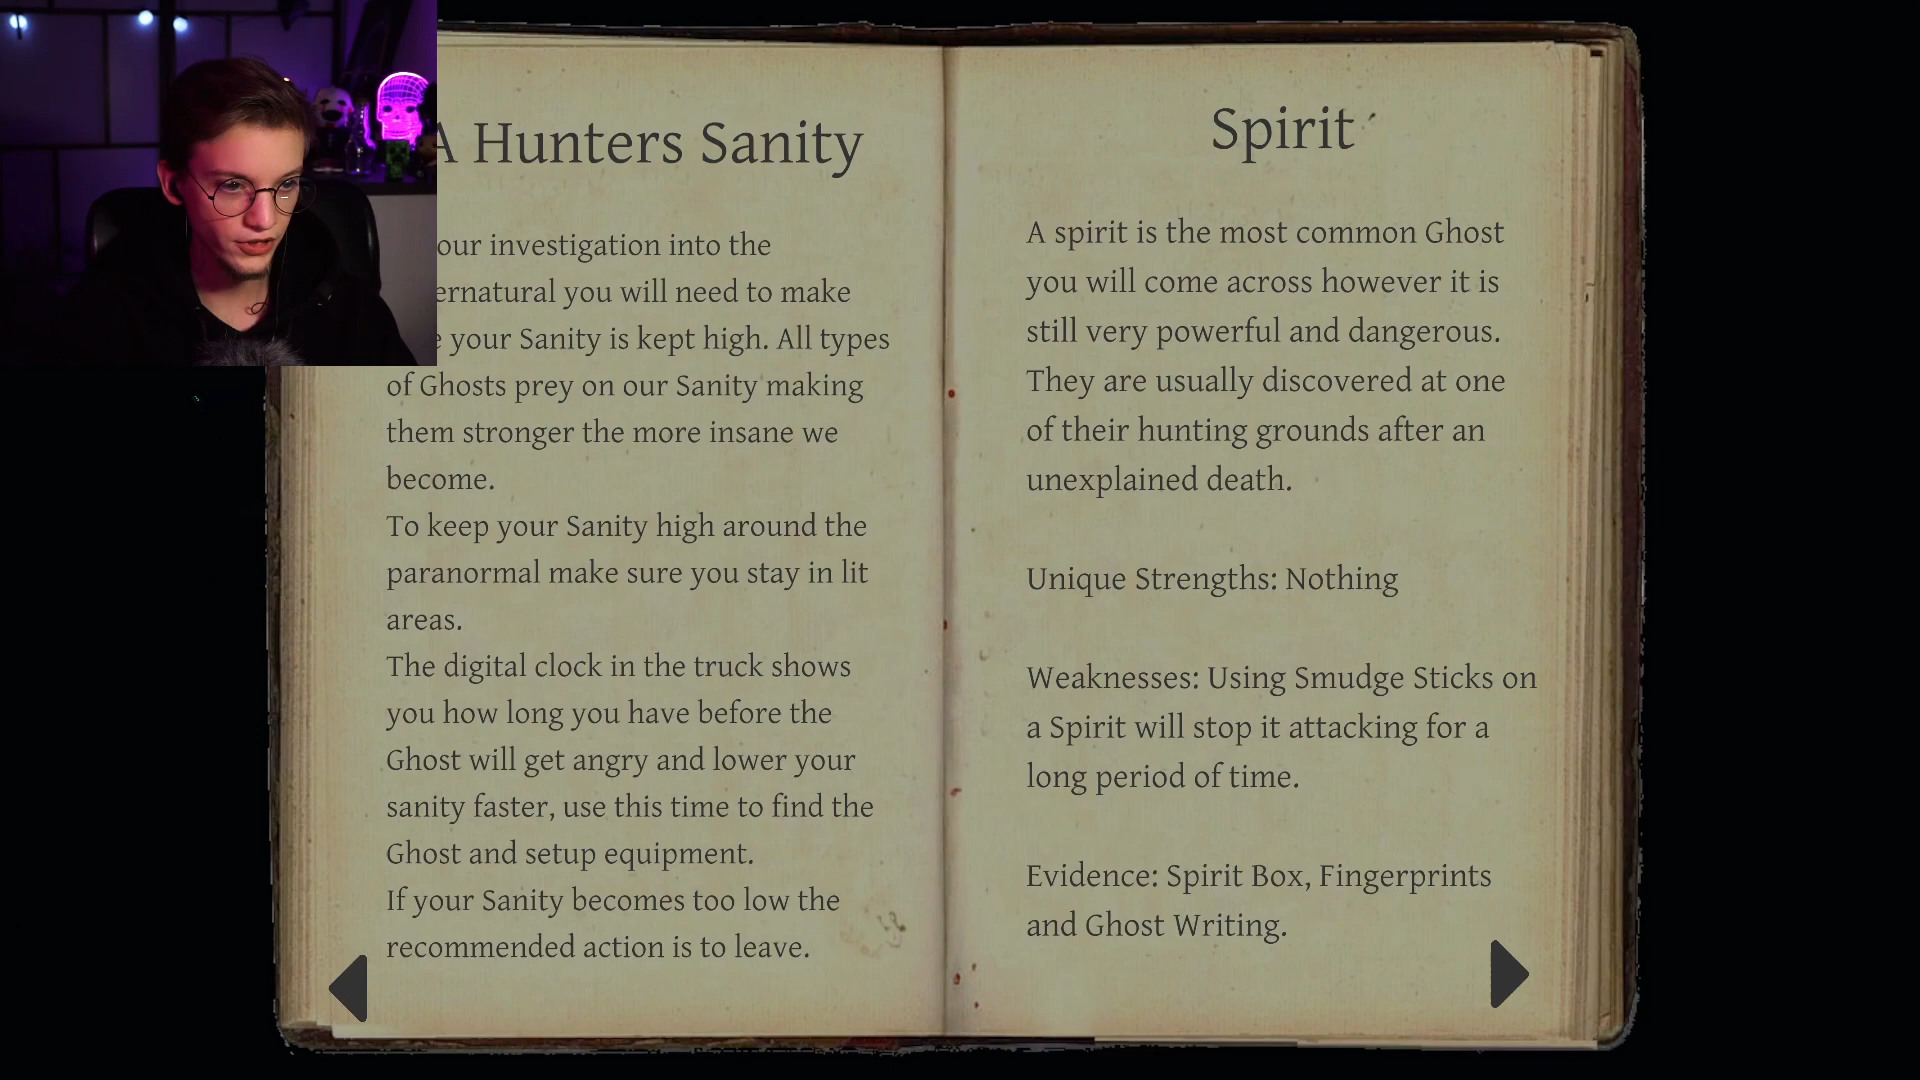 A Hunters Sanity
our investigation into the
ernatural you will need to make
your Sanity is kept high. All types
of Ghosts prey on our Sanity making
them stronger the more insane we
become.
To keep your Sanity high around the
paranormal make sure you stay in lit
areas.
The digital clock in the truck shows
you how long you have before the
Ghost will get angry and lower your
sanity faster, use this time to find the
Ghost and setup equipment.
If your Sanity becomes too low the
recommended action is to leave.
Spirit
A spirit is the most common Ghost
you will come across however it is
still very powerful and dangerous.
They are usually discovered at one
of their hunting grounds after an
unexplained death.
Unique Strengths: Nothing
Weaknesses: Using Smudge Sticks on
a Spirit will stop it attacking for a
long period of time.
Evidence: Spirit Box, Fingerprints
and Ghost Writing.